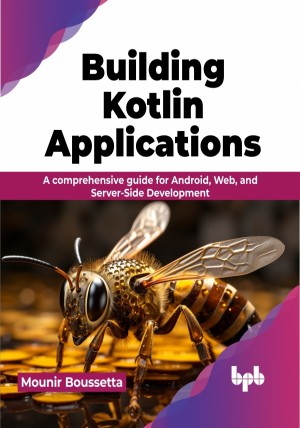 Building
Kotlin
Applications
A comprehensive guide for Android, Web, and
Server-Side Development
Mounir Boussetta
bpb